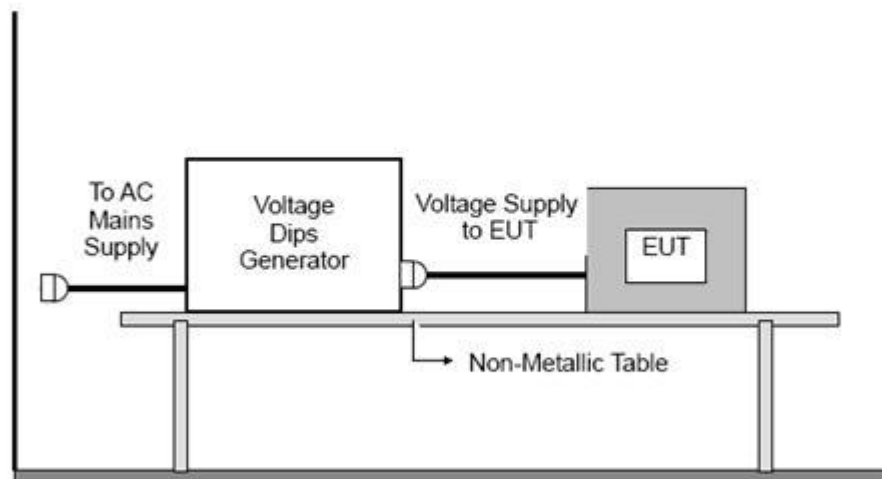 To AC
Mains
Supply
Voltage
Dips
Generator
Voltage Supply
to EUT
EUT
Non-Metallic Table